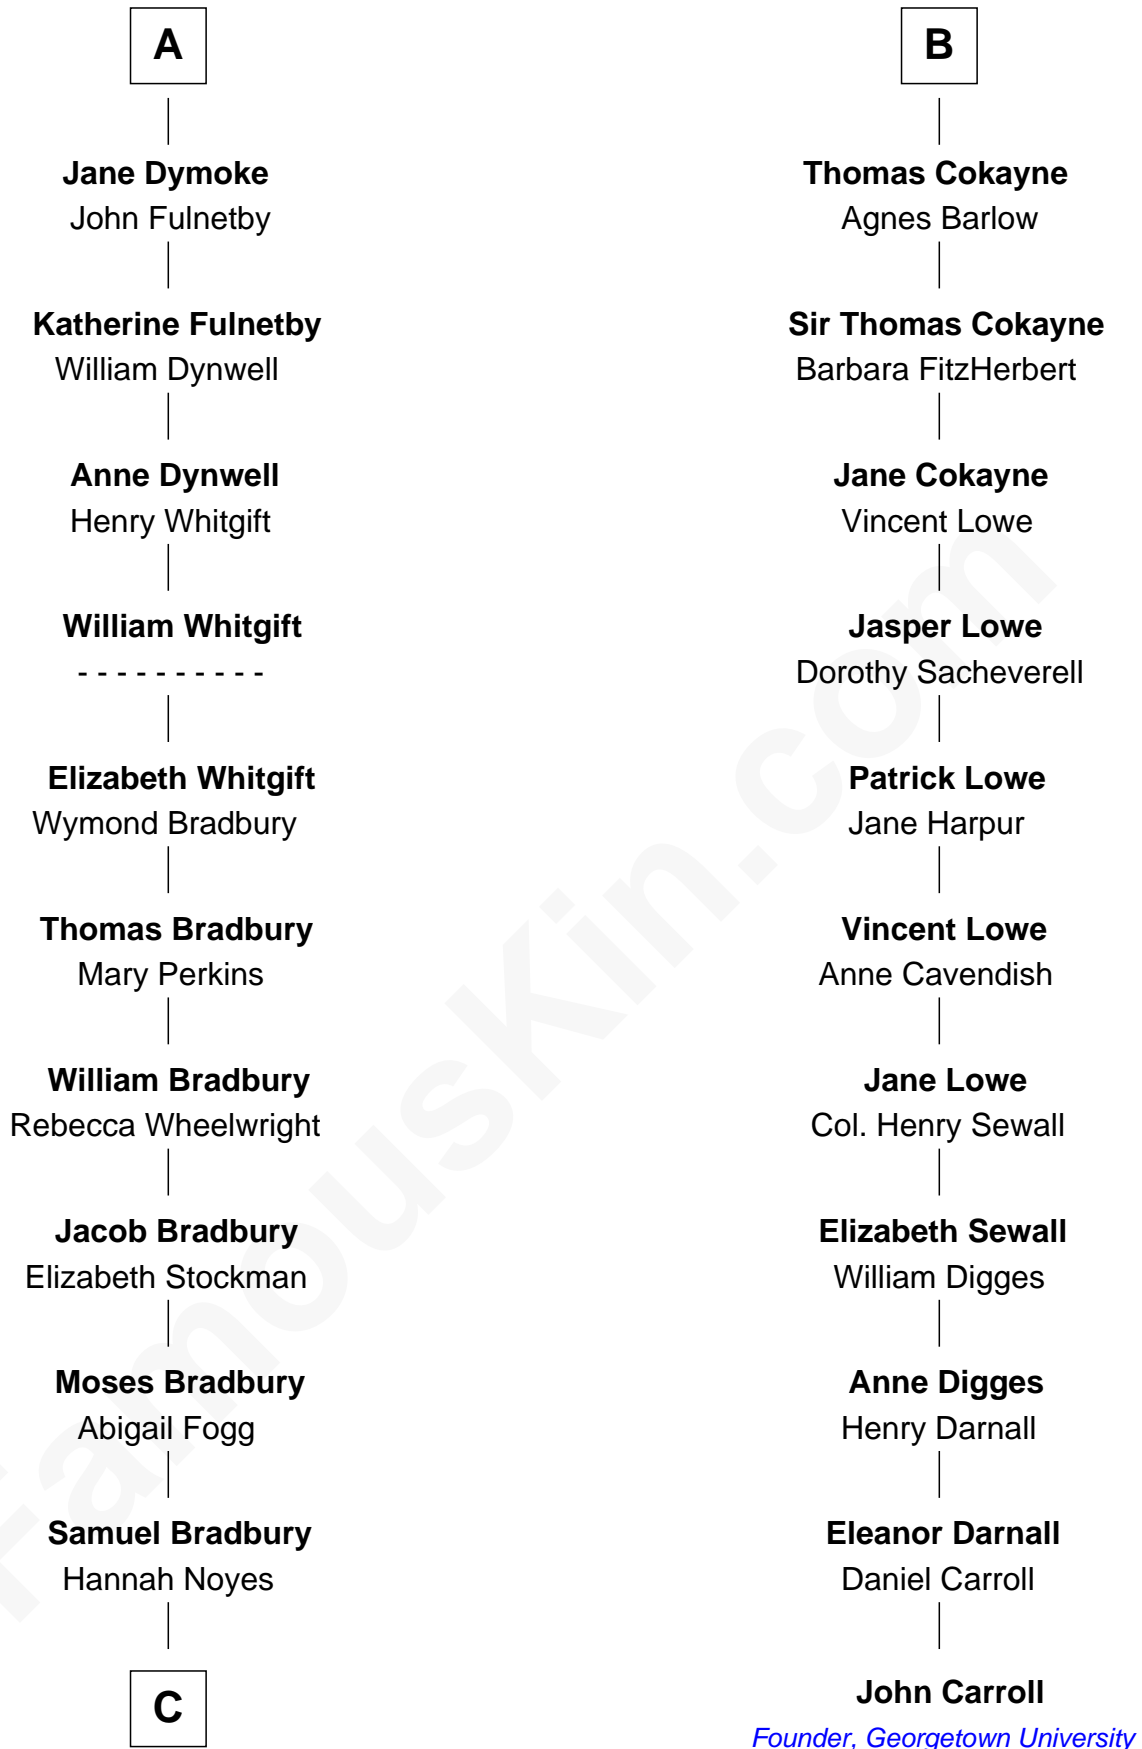 A
Jane Dymoke
John Fulnetby
Katherine Fulnetby
William Dynwell
Anne Dynwell
Henry Whitgift
William Whitgift
- - - - - - - - - -
Elizabeth Whitgift
Wymond Bradbury
Thomas Bradbury
Mary Perkins
William Bradbury
Rebecca Wheelwright
Jacob Bradbury
Elizabeth Stockman
Moses Bradbury
Abigail Fogg
Samuel Bradbury
Hannah Noyes
C
B
Thomas Cokayne
Agnes Barlow
Sir Thomas Cokayne
Barbara FitzHerbert
Jane Cokayne
Vincent Lowe
Jasper Lowe
Dorothy Sacheverell
Patrick Lowe
Jane Harpur
Vincent Lowe
Anne Cavendish
Jane Lowe
Col. Henry Sewall
Elizabeth Sewall
William Digges
Anne Digges
Henry Darnall
Eleanor Darnall
Daniel Carroll
John Carroll
Founder, Georgetown University
FamousKin.com